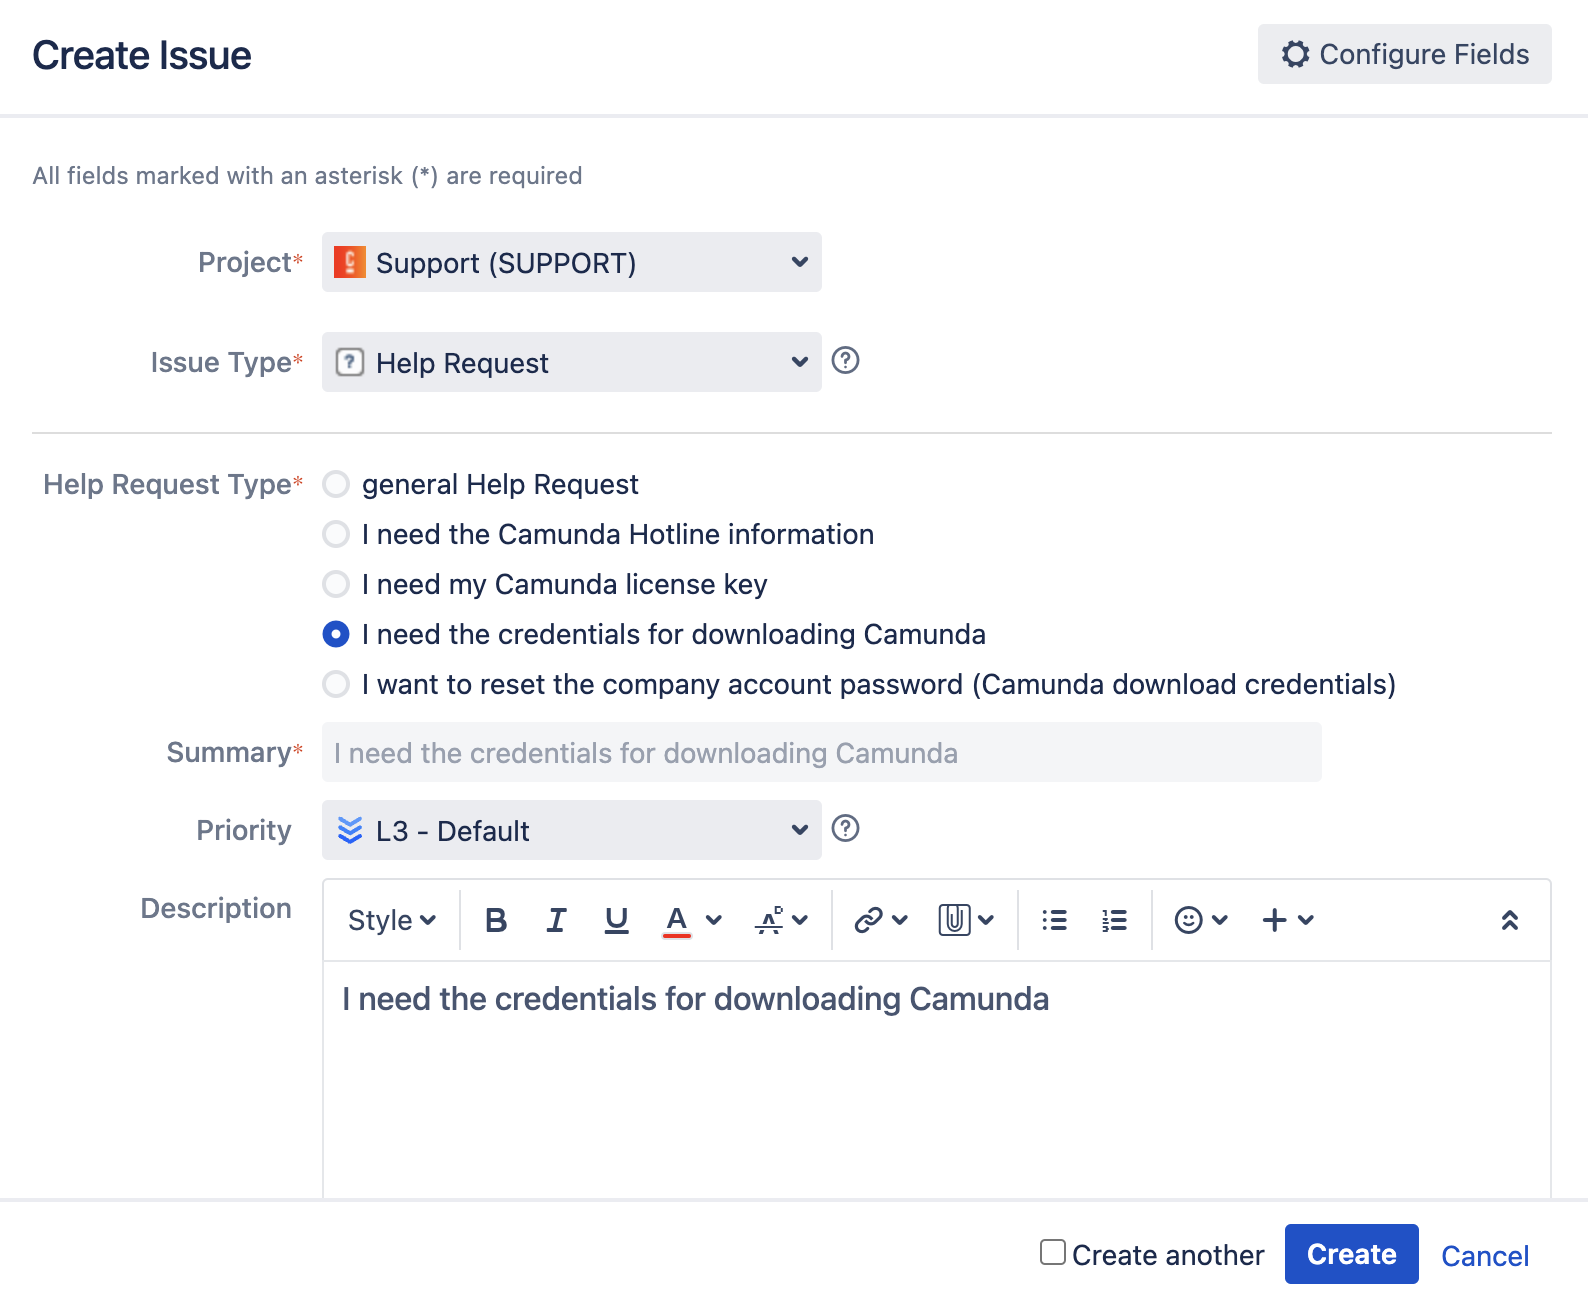 Create Issue
Configure Fields
All fields marked with an asterisk (*) are required
Project*
Support (SUPPORT)
Issue Type*
Help Request
Help Request Type*
general Help Request
I need the Camunda Hotline information
I need my Camunda license key
I need the credentials for downloading Camunda
I want to reset the company account password (Camunda download credentials)
Summary*
I need the credentials for downloading Camunda
Priority
L3 - Default
Description
Style
I need the credentials for downloading Camunda
Create another
Create
Cancel